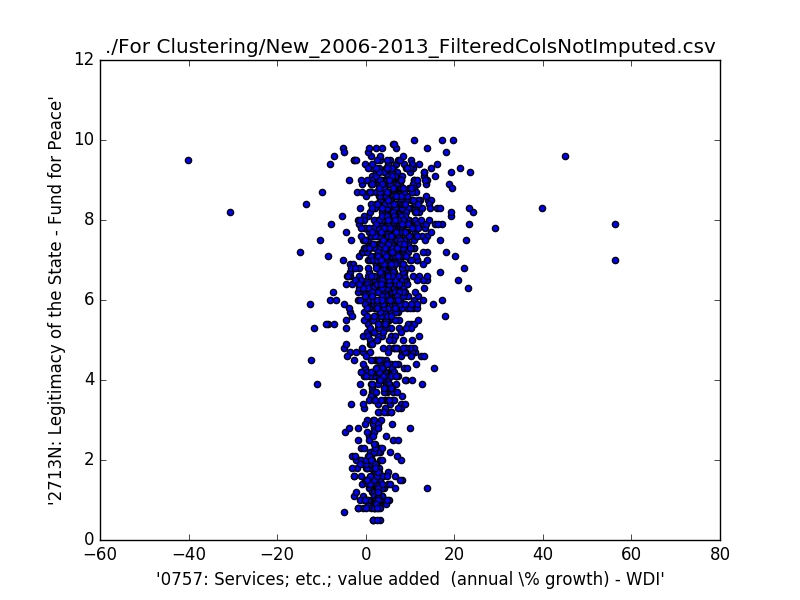 ./For Clustering/New_2006-2013_FilteredColsNotImputed.csv
12
10
8
6
4
2
0
'2713N: Legitimacy of the State - Fund for Peace'
−60 −40 −20 0 20 40 60 80
'0757: Services; etc.; value added  (annual \% growth) - WDI'